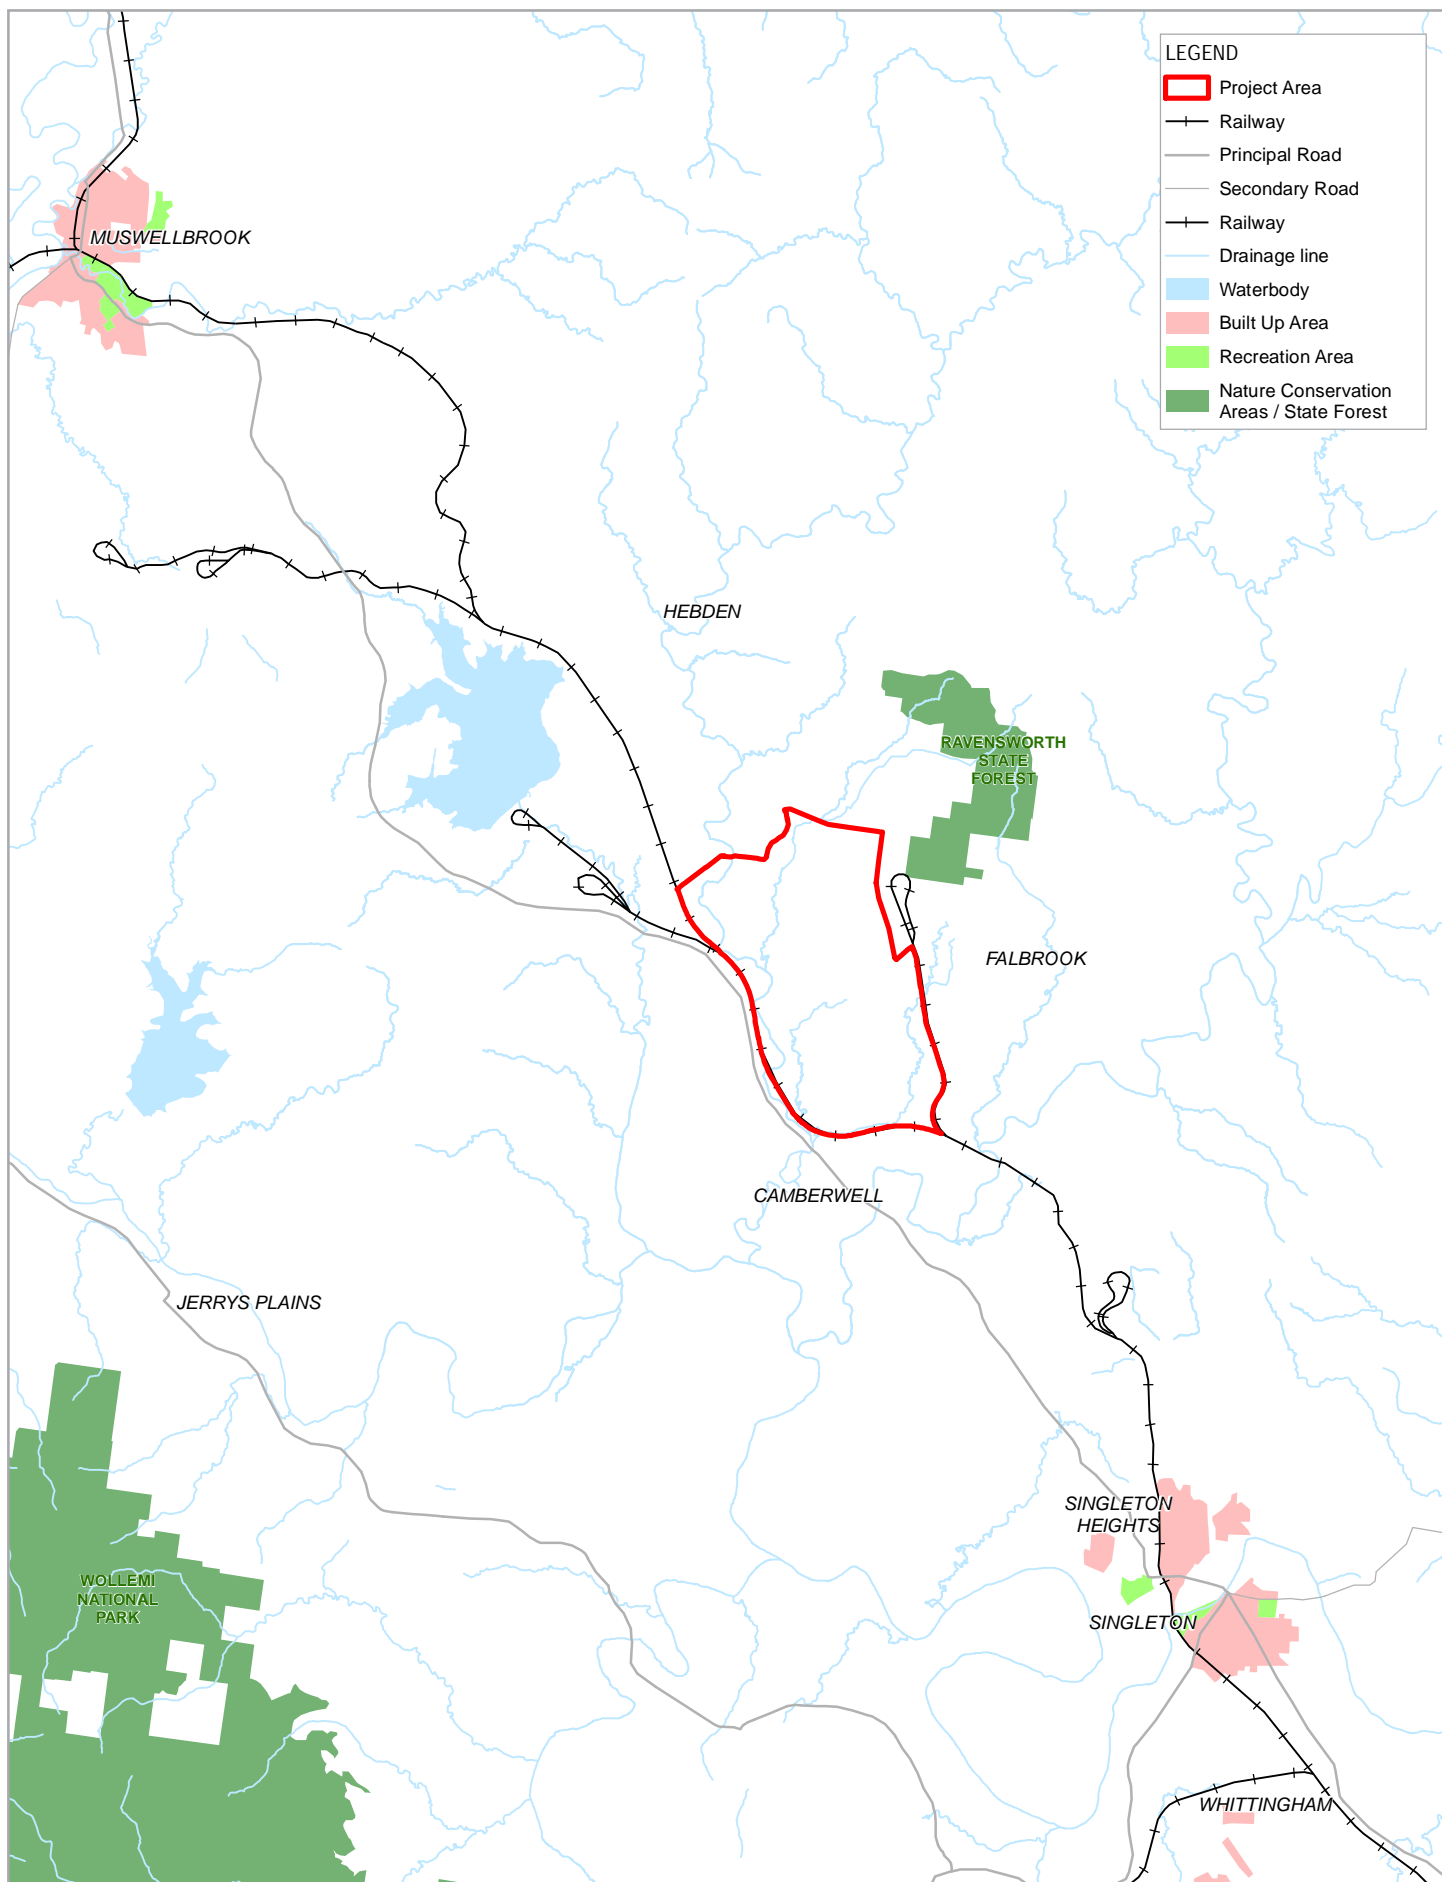 LEGEND
Project Area
Railway
Principal Road
Secondary Road
Railway
Drainage line
Waterbody
Built Up Area
Recreation Area
Nature Conservation
Areas / State Forest
MUSWELLBROOK
HEBDEN
RAVENSWORTH
STATE
FOREST
FALBROOK
CAMBERWELL
JERRYS PLAINS
SINGLETON
HEIGHTS
WOLLEMI
NATIONAL
PARK
SINGLETON
WHITTINGHAM